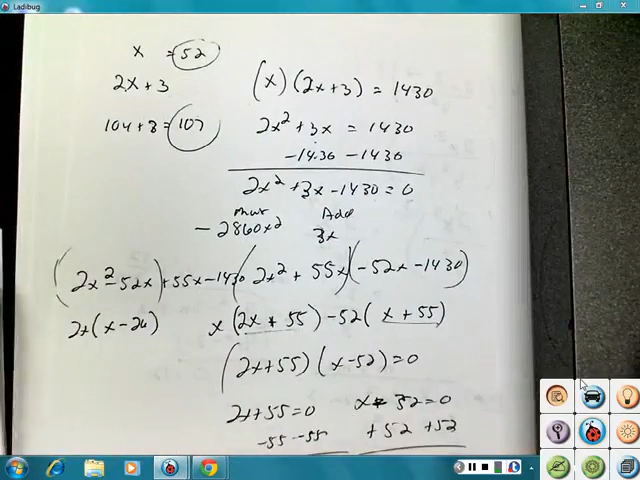 Ladibug
x = 52
2x + 3
104 + 3 = 107
(x) (2x+3) = 1430
2x² + 3x = 1430
-1430 -1430
2x² + 3x - 1430 = 0
Mult Add
- 2860x² 3x
(2x² - 52x) + 55x - 1430
(2x² + 55x) (-52x - 1430)
2x (x - 26)
x (2x + 55) - 52 ( x + 55)
(2x+55) (x-52) = 0
2x+55=0 x - 52=0
-55 -55 +52 +52